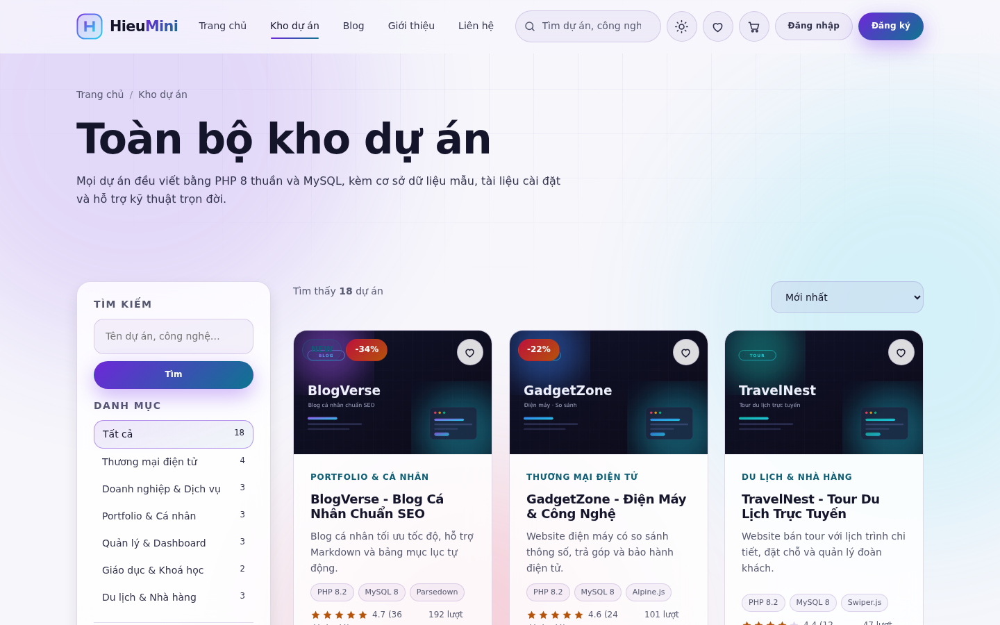 HieuMini
Trang chủ
Kho dự án
Blog
Giới thiệu
Liên hệ
Tìm dự án, công ngh
Đăng nhập
Đăng ký
Trang chủ / Kho dự án
Toàn bộ kho dự án
Mọi dự án đều viết bằng PHP 8 thuần và MySQL, kèm cơ sở dữ liệu mẫu, tài liệu cài đặt
và hỗ trợ kỹ thuật trọn đời.
TÌM KIẾM
Tên dự án, công nghệ...
Tìm
DANH MỤC
Tất cả 18
Thương mại điện tử 4
Doanh nghiệp & Dịch vụ 3
Portfolio & Cá nhân 3
Quản lý & Dashboard 3
Giáo dục & Khoá học 2
Du lịch & Nhà hàng 3
Tìm thấy 18 dự án
Mới nhất
NEW
-34%
BLOG
BlogVerse
Blog cá nhân chuẩn SEO
PORTFOLIO & CÁ NHÂN
BlogVerse - Blog Cá
Nhân Chuẩn SEO
Blog cá nhân tối ưu tốc độ, hỗ trợ
Markdown và bảng mục lục tự
động.
PHP 8.2
MySQL 8
Parsedown
4.7 (36
192 lượt
-22%
GadgetZone
Điện máy · So sánh
THƯƠNG MẠI ĐIỆN TỬ
GadgetZone - Điện Máy
& Công Nghệ
Website điện máy có so sánh
thông số, trả góp và bảo hành
điện tử.
PHP 8.2
MySQL 8
Alpine.js
4.6 (24
101 lượt
TOUR
TravelNest
Tour du lịch trực tuyến
DU LỊCH & NHÀ HÀNG
TravelNest - Tour Du
Lịch Trực Tuyến
Website bán tour với lịch trình chi
tiết, đặt chỗ và quản lý đoàn
khách.
PHP 8.2
MySQL 8
Swiper.js
4.4 (12
47 lượt